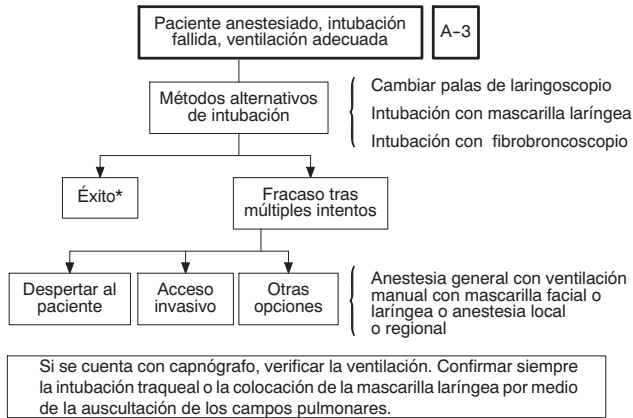 Paciente anestesiado, intubación
fallida, ventilación adecuada
A-3
Métodos alternativos
de intubación
Cambiar palas de laringoscopio
Intubación con mascarilla laríngea
Intubación con fibrobroncoscopio
Éxito*
Fracaso tras
múltiples intentos
Despertar al
paciente
Acceso
invasivo
Otras
opciones
Anestesia general con ventilación
manual con mascarilla facial o
laríngea o anestesia local
o regional
Si se cuenta con capnógrafo, verificar la ventilación. Confirmar siempre
la intubación traqueal o la colocación de la mascarilla laríngea por medio
de la auscultación de los campos pulmonares.